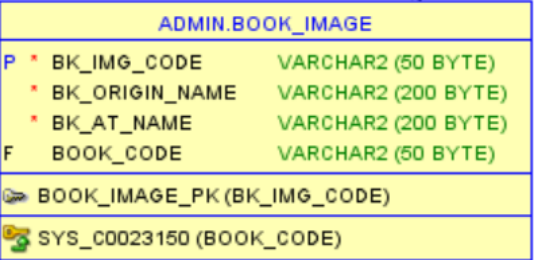 ADMIN.BOOK_IMAGE
P * BK_IMG_CODE VARCHAR2 (50 BYTE)
* BK_ORIGIN_NAME VARCHAR2 (200 BYTE)
* BK_AT_NAME VARCHAR2 (200 BYTE)
F BOOK_CODE VARCHAR2 (50 BYTE)
BOOK_IMAGE_PK (BK_IMG_CODE)
SYS_C0023150 (BOOK_CODE)